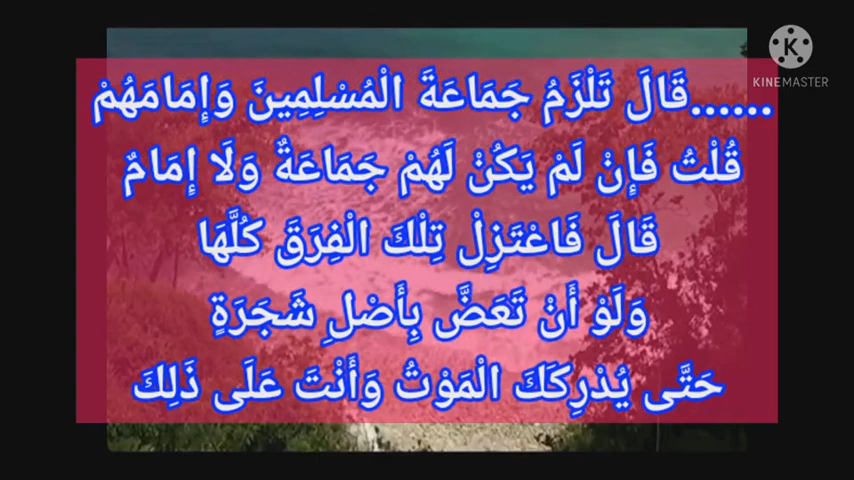 ......قَالَ تَلْزَمُ جَمَاعَةَ الْمُسْلِمِينَ وَإِمَامَهُمْ
قُلْتُ فَإِنْ لَمْ يَكُنْ لَهُمْ جَمَاعَةٌ وَلَا إِمَامٌ
قَالَ فَاعْتَزِلْ تِلْكَ الْفِرَقَ كُلَّهَا
وَلَوْ أَنْ تَعَضَّ بِأَصْلِ شَجَرَةٍ
حَتَّى يُدْرِكَكَ الْمَوْتُ وَأَنْتَ عَلَى ذَلِكَ
K
KINEMASTER